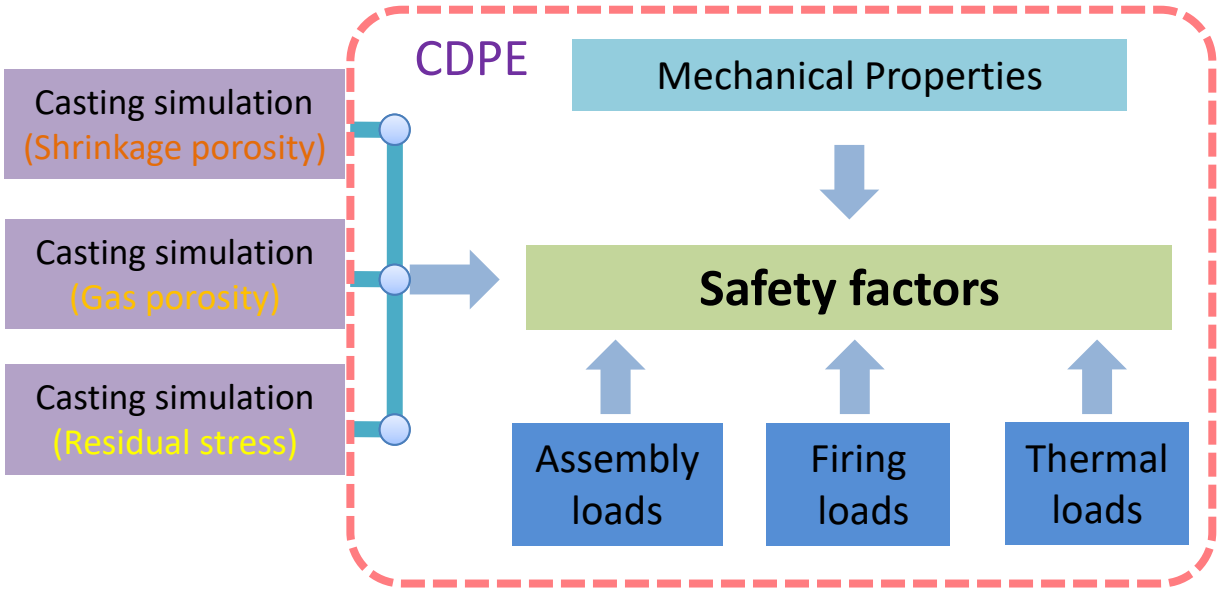 CDPE
Mechanical Properties
Casting simulation
(Shrinkage porosity)
Casting simulation
(Gas porosity)
Safety factors
Casting simulation
(Residual stress)
Assembly
loads
Firing
loads
Thermal
loads